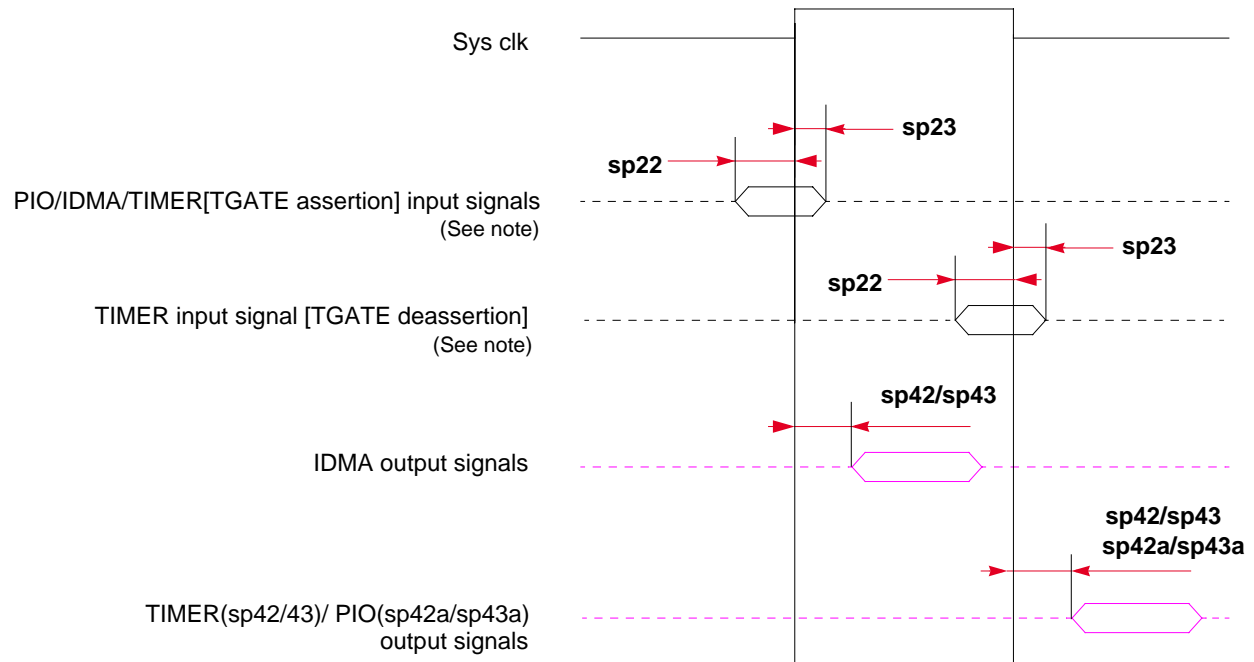 Sys clk
sp23
sp22
PIO/IDMA/TIMER[TGATE assertion] input signals
(See note)
sp23
sp22
TIMER input signal [TGATE deassertion]
(See note)
sp42/sp43
IDMA output signals
sp42/sp43
sp42a/sp43a
TIMER(sp42/43)/ PIO(sp42a/sp43a)
output signals